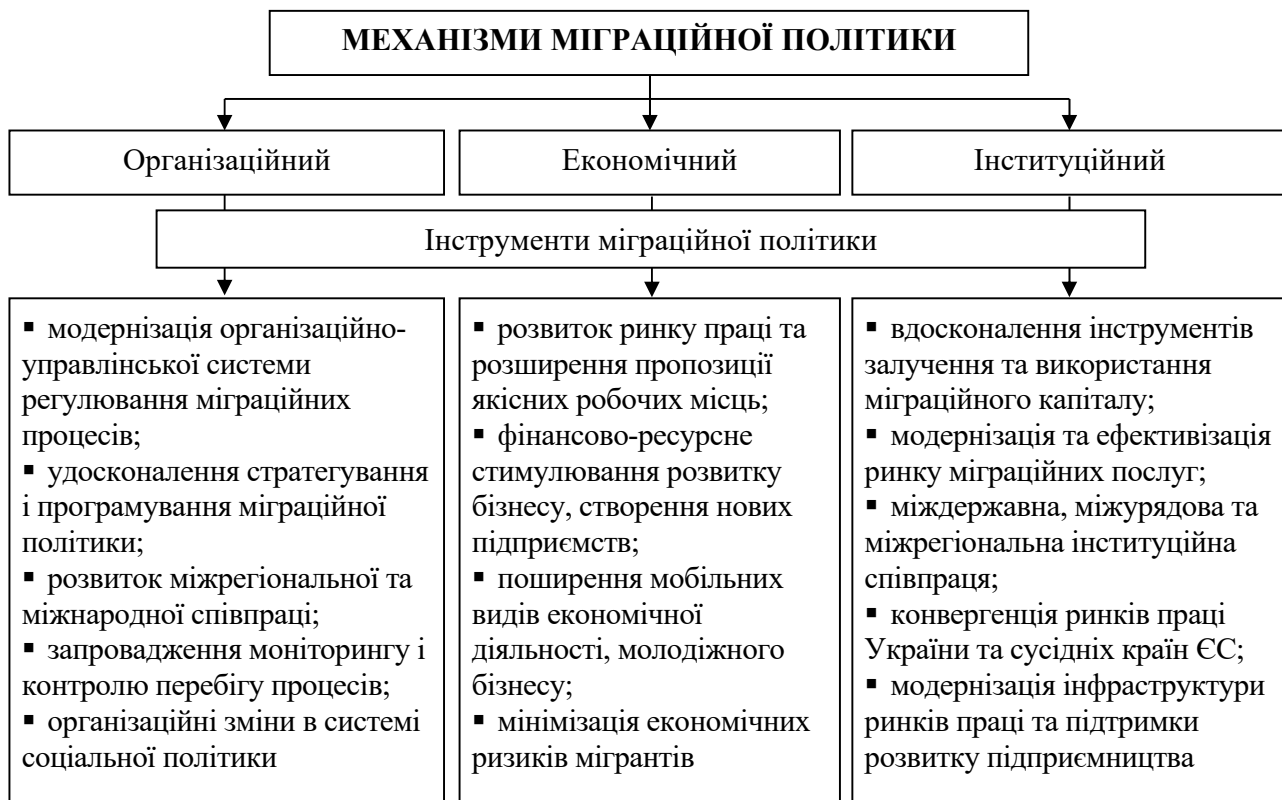 МЕХАНІЗМИ МІГРАЦІЙНОЇ ПОЛІТИКИ
Організаційний
Економічний
Інституційний
Інструменти міграційної політики
▪ модернізація організаційно-
управлінської системи
регулювання міграційних
процесів;
▪ удосконалення стратегування
і програмування міграційної
політики;
▪ розвиток міжрегіональної та
міжнародної співпраці;
▪ запровадження моніторингу і
контролю перебігу процесів;
▪ організаційні зміни в системі
соціальної політики
▪ розвиток ринку праці та
розширення пропозиції
якісних робочих місць;
▪ фінансово-ресурсне
стимулювання розвитку
бізнесу, створення нових
підприємств;
▪ поширення мобільних
видів економічної
діяльності, молодіжного
бізнесу;
▪ мінімізація економічних
ризиків мігрантів
▪ вдосконалення інструментів
залучення та використання
міграційного капіталу;
▪ модернізація та ефективізація
ринку міграційних послуг;
▪ міждержавна, міжурядова та
міжрегіональна інституційна
співпраця;
▪ конвергенція ринків праці
України та сусідніх країн ЄС;
▪ модернізація інфраструктури
ринків праці та підтримки
розвитку підприємництва